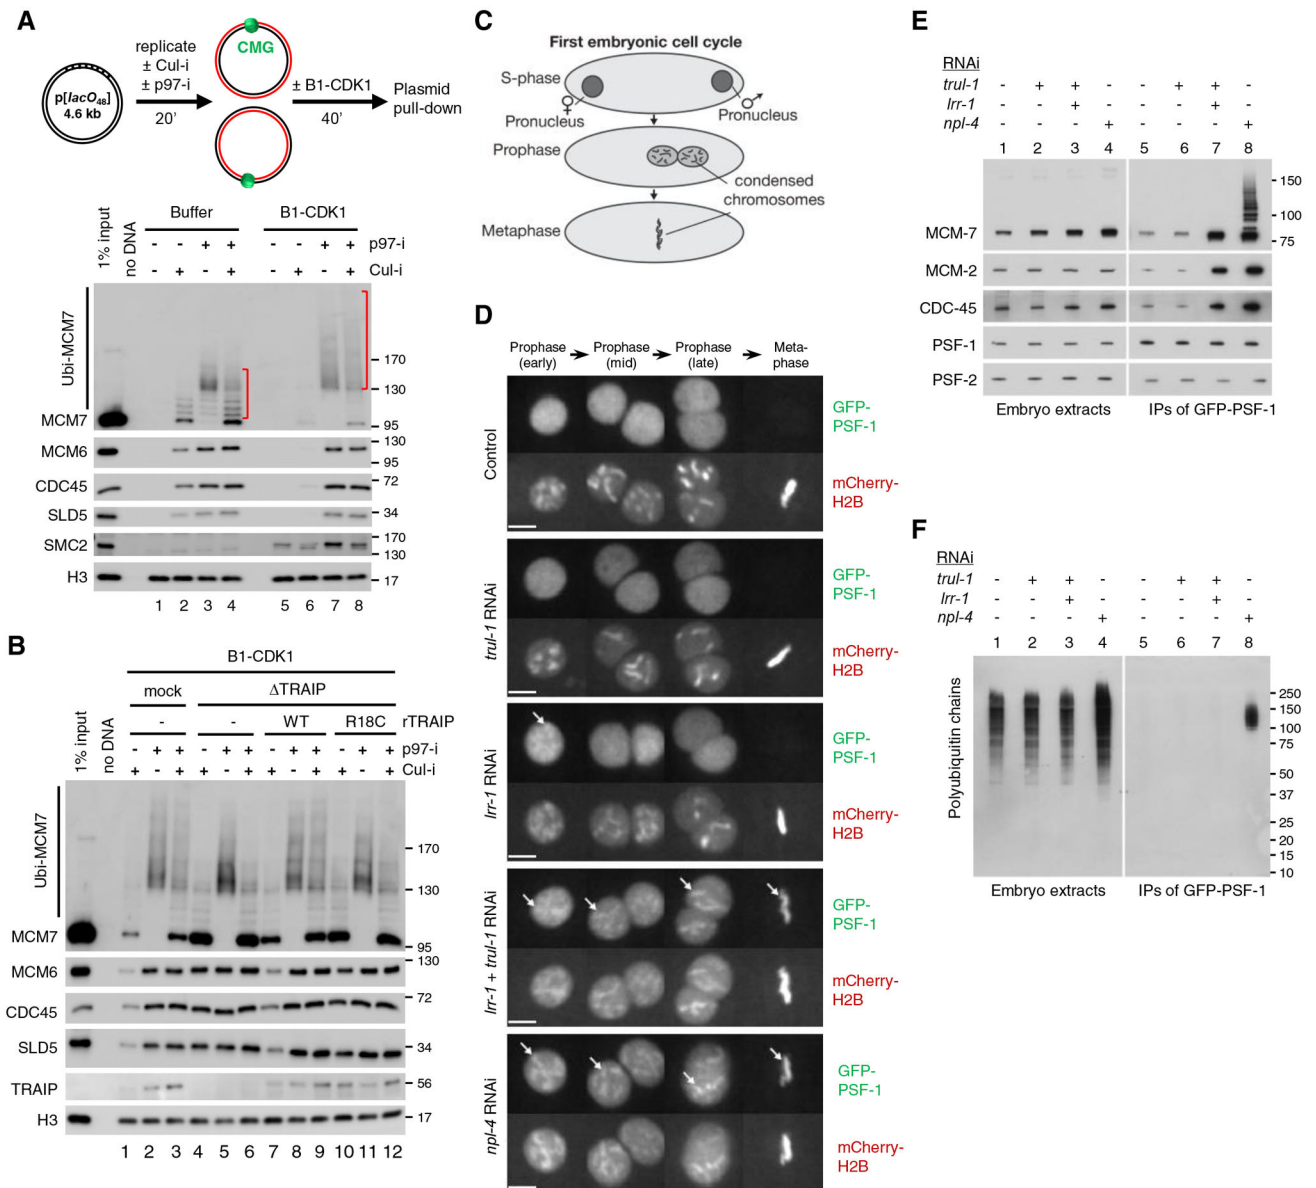 A
replicate
± Cul-i
± p97-i
20'
p[lacO48]
4.6 kb
CMG
± B1-CDK1
40'
Plasmid
pull-down
1% input
no DNA
Buffer
B1-CDK1
- - + + - - + + p97-i
- + - + - + - + Cul-i
Ubi-MCM7
170
130
MCM7
95
MCM6
130
95
CDC45
72
SLD5
34
SMC2
170
130
H3
17
1 2 3 4 5 6 7 8
B
B1-CDK1
mock
ΔTRAIP
- - WT R18C rTRAIP
1% input
no DNA
- + + - + + - + + - + + p97-i
+ - + + - + + - + + - + Cul-i
Ubi-MCM7
170
130
MCM7
95
MCM6
130
CDC45
72
SLD5
34
TRAIP
56
H3
17
1 2 3 4 5 6 7 8 9 10 11 12
C
First embryonic cell cycle
S-phase
♀
Pronucleus
♂
Pronucleus
Prophase
condensed
chromosomes
Metaphase
D
Prophase
(early)
Prophase
(mid)
Prophase
(late)
Meta-
phase
Control
GFP-
PSF-1
mCherry-
H2B
trul-1 RNAi
GFP-
PSF-1
mCherry-
H2B
lrr-1 RNAi
GFP-
PSF-1
mCherry-
H2B
lrr-1 + trul-1 RNAi
GFP-
PSF-1
mCherry-
H2B
npl-4 RNAi
GFP-
PSF-1
mCherry-
H2B
E
RNAi
trul-1 - + + - - + + -
lrr-1 - - + - - - + -
npl-4 - - - + - - - +
1 2 3 4 5 6 7 8
150
100
MCM-7
75
MCM-2
CDC-45
PSF-1
PSF-2
Embryo extracts
IPs of GFP-PSF-1
F
RNAi
trul-1 - + + - - + + -
lrr-1 - - + - - - + -
npl-4 - - - + - - - +
1 2 3 4 5 6 7 8
Polyubiquitin chains
250
150
100
75
50
37
25
20
15
10
Embryo extracts
IPs of GFP-PSF-1